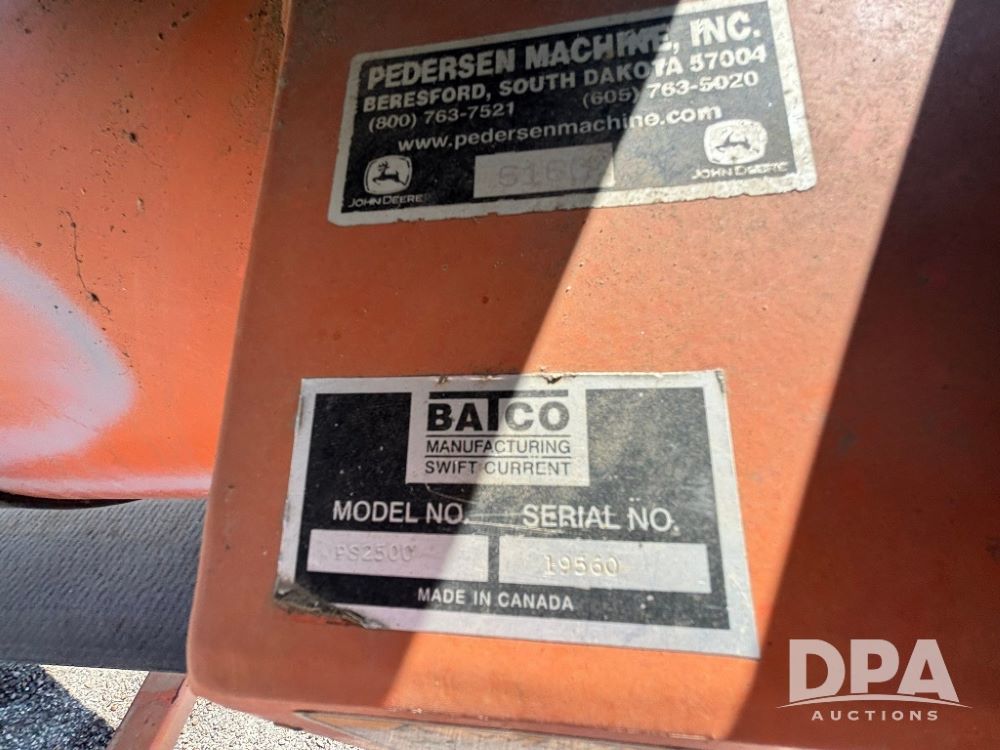 PEDERSEN MACHINE, INC.
BERESFORD, SOUTH DAKOTA 57004
(800) 763-7521 (605) 763-5020
www.pedersenmachine.com
JOHN DEERE JOHN DEERE
BATCO
MANUFACTURING
SWIFT CURRENT
MODEL NO. SERIAL NO.
PS2500 19560
MADE IN CANADA
DPA
AUCTIONS